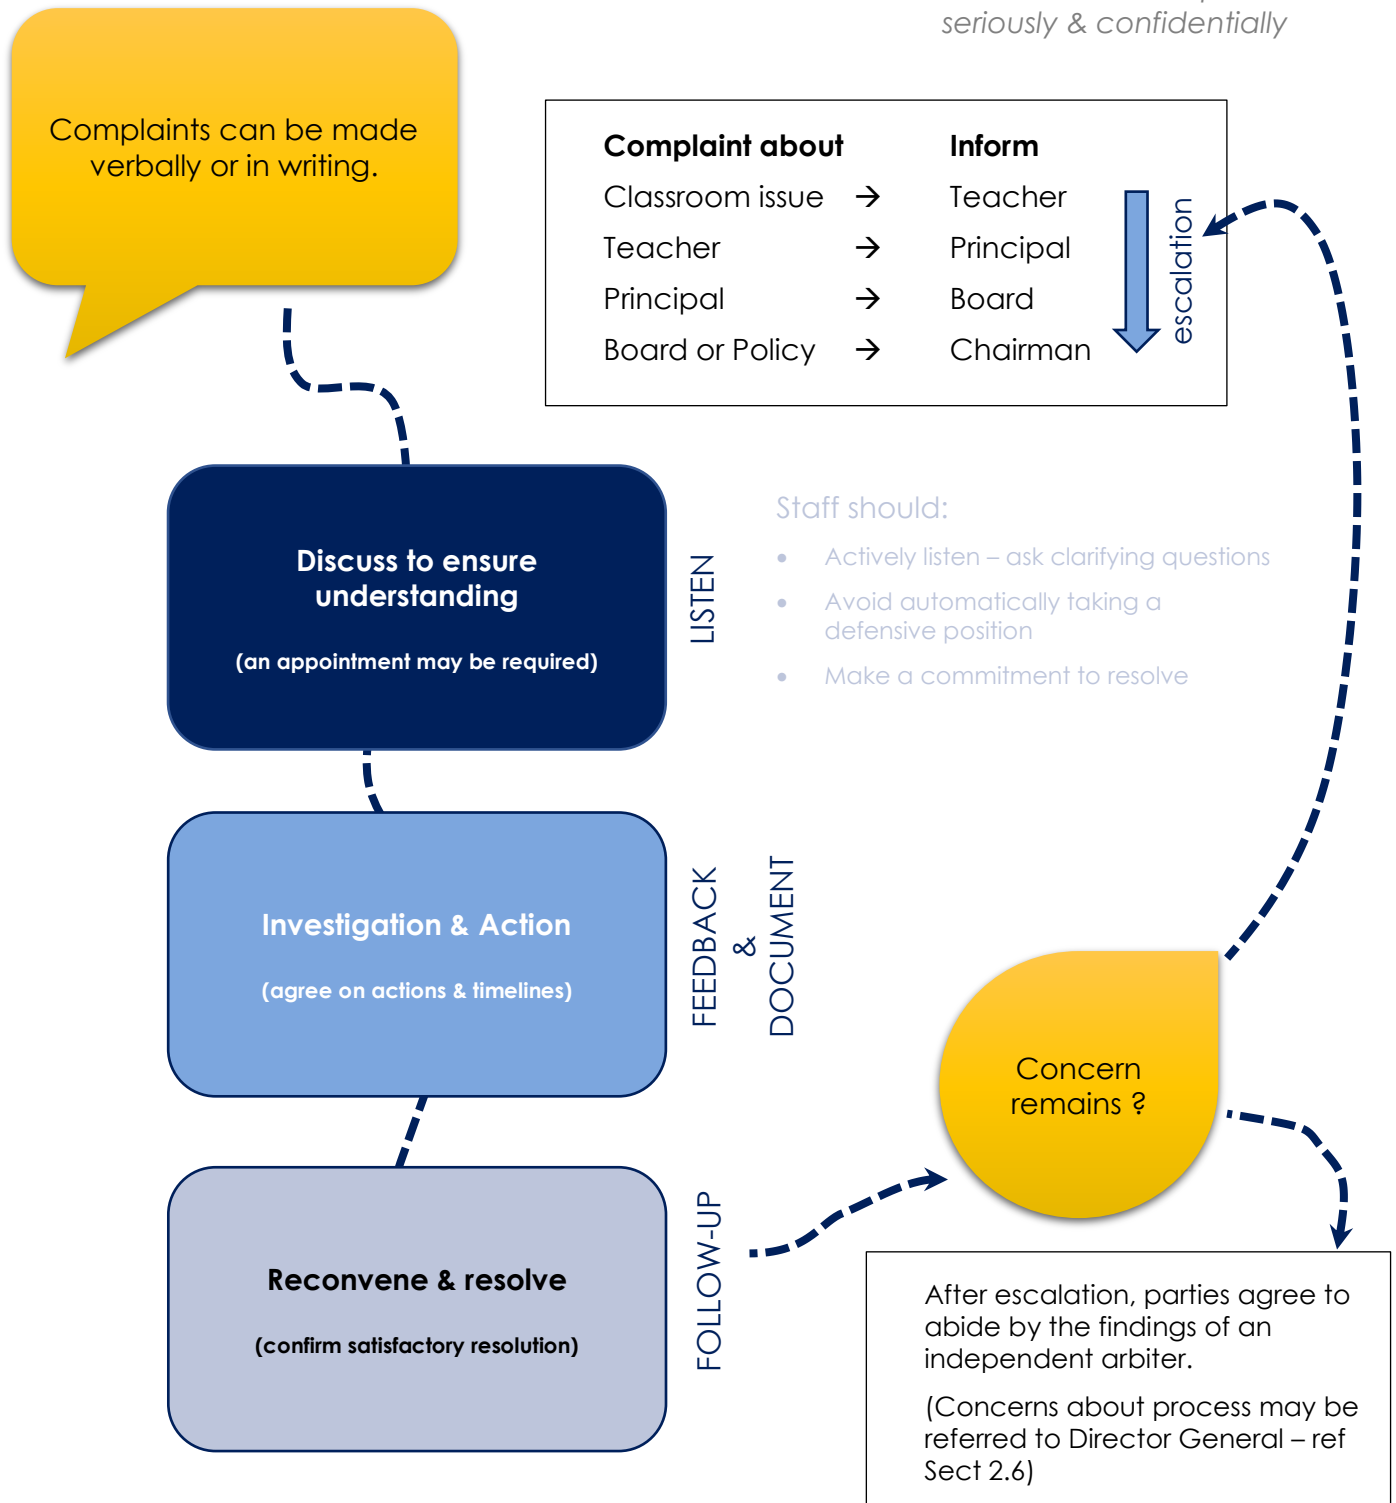 seriously & confidentially
Complaints can be made
verbally or in writing.
Complaint about Inform
Classroom issue → Teacher
Teacher → Principal
Principal → Board
Board or Policy → Chairman
escalation
Discuss to ensure
understanding
(an appointment may be required)
LISTEN
Staff should:
• Actively listen – ask clarifying questions
• Avoid automatically taking a
defensive position
• Make a commitment to resolve
Investigation & Action
(agree on actions & timelines)
FEEDBACK
&
DOCUMENT
Concern
remains ?
Reconvene & resolve
(confirm satisfactory resolution)
FOLLOW-UP
After escalation, parties agree to
abide by the findings of an
independent arbiter.
(Concerns about process may be
referred to Director General – ref
Sect 2.6)